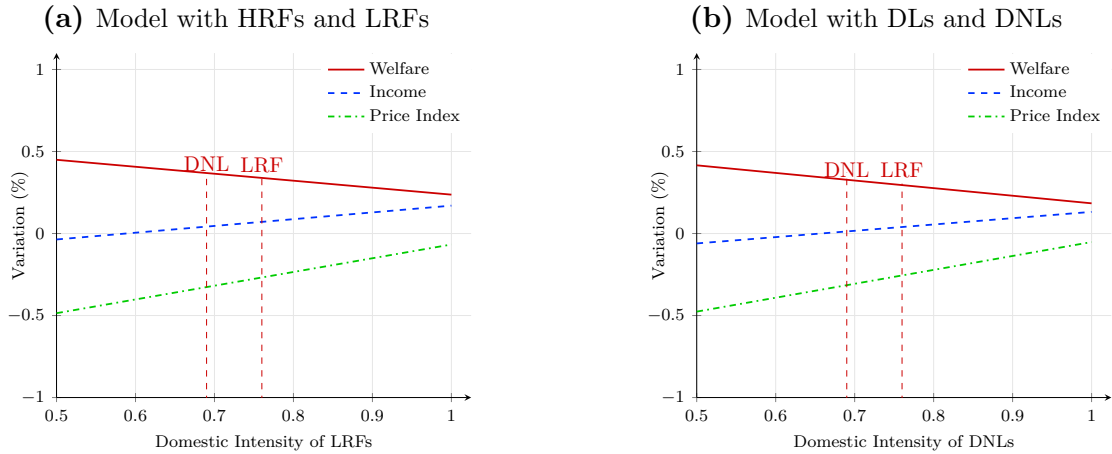 (a) Model with HRFs and LRFs
Welfare
Income
Price Index
DNL LRF
Variation (%)
1
0.5
0
−0.5
−1
0.5 0.6 0.7 0.8 0.9 1
Domestic Intensity of LRFs
(b) Model with DLs and DNLs
Welfare
Income
Price Index
DNL LRF
Variation (%)
1
0.5
0
−0.5
−1
0.5 0.6 0.7 0.8 0.9 1
Domestic Intensity of DNLs